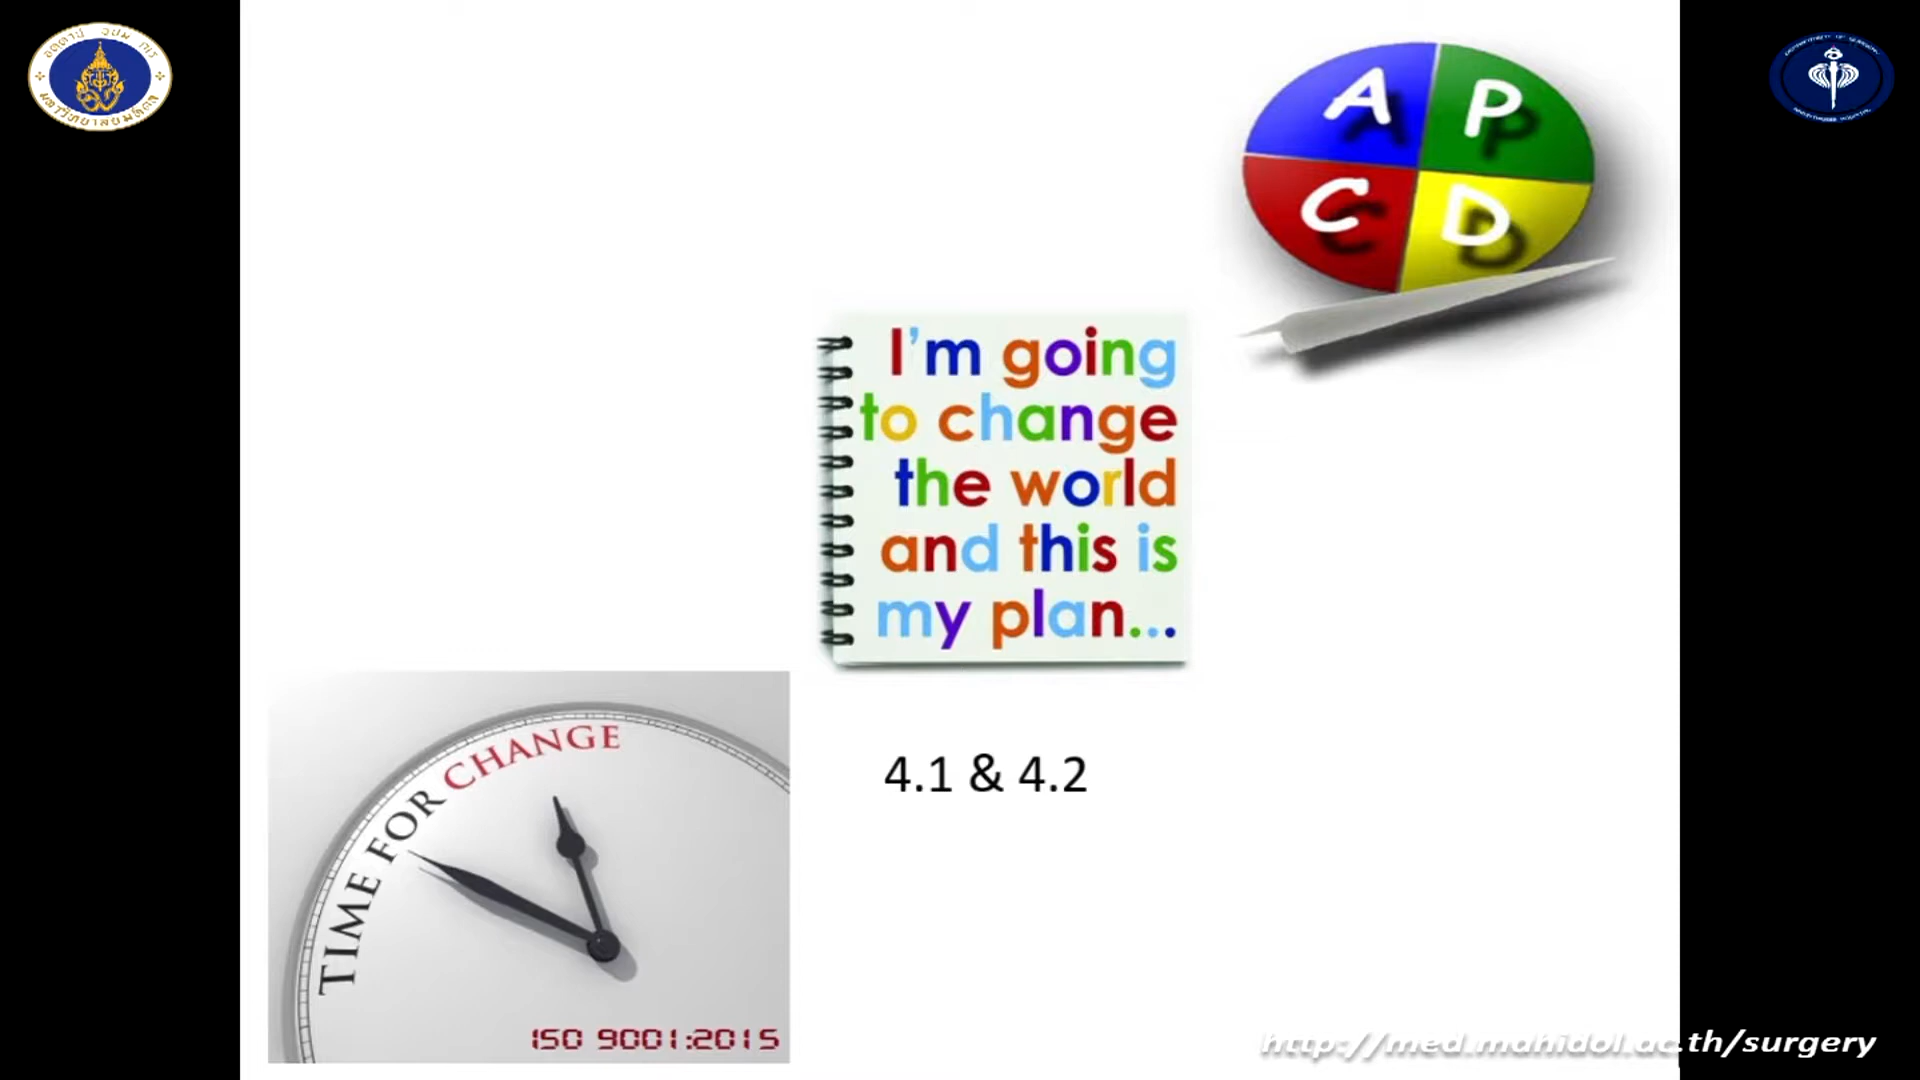 A P
C D
I'm going
to change
the world
and this is
my plan...
TIME FOR CHANGE
4.1 & 4.2
ISO 9001:2015
http://med.mahidol.ac.th/surgery